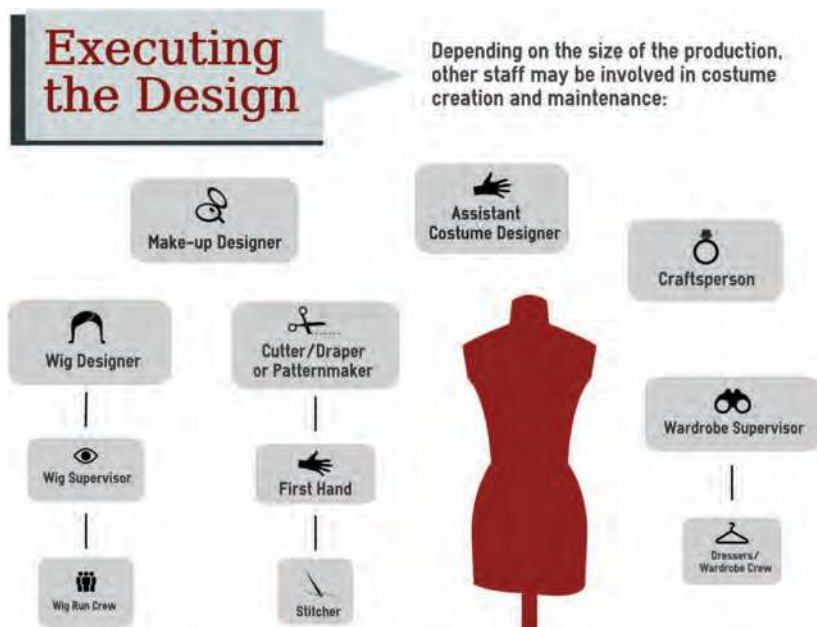 Executing
the Design
Depending on the size of the production,
other staff may be involved in costume
creation and maintenance:
Make-up Designer
Assistant
Costume Designer
Craftsperson
Wig Designer
Cutter/Draper
or Patternmaker
Wardrobe Supervisor
Wig Supervisor
First Hand
Dressers/
Wardrobe Crew
Wig Run Crew
Stitcher